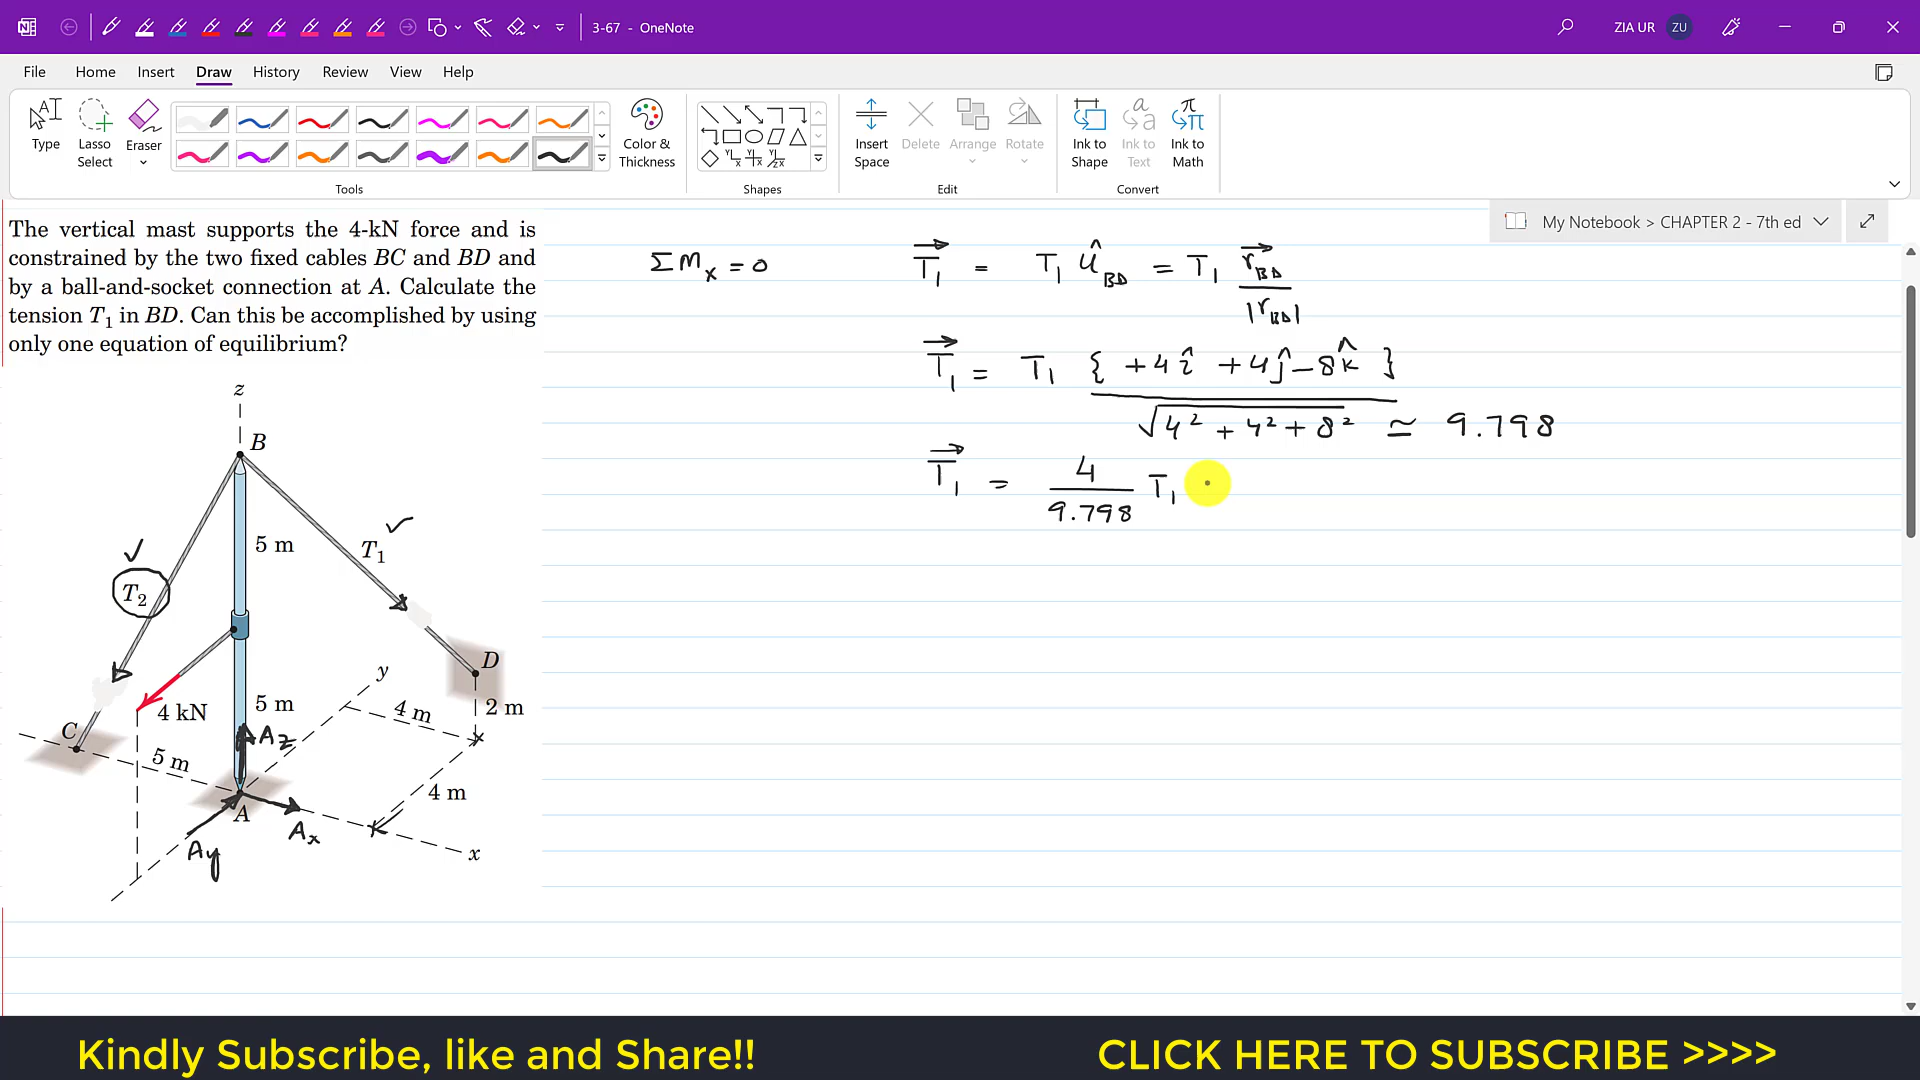 3-67 - OneNote
ZIA UR
ZU
File
Home
Insert
Draw
History
Review
View
Help
Type
Lasso Select
Eraser
Color & Thickness
Insert Space
Delete
Arrange
Rotate
Ink to Shape
Ink to Text
Ink to Math
Tools
Shapes
Edit
Convert
My Notebook > CHAPTER 2 - 7th ed
The vertical mast supports the 4-kN force and is
constrained by the two fixed cables BC and BD and
by a ball-and-socket connection at A. Calculate the
tension T₁ in BD. Can this be accomplished by using
only one equation of equilibrium?
z
B
5 m
T₁
T₂
D
y
4 kN
5 m
4 m
2 m
C
Az
5 m
4 m
A
Ax
Ay
x
ΣMₓ = 0
T₁ = T₁ û_BD = T₁ r_BD / |r_BD|
T₁ = T₁ { +4î +4ĵ -8k̂ }
√4² + 4² + 8² ≃ 9.798
T₁ = 4/9.798 T₁
Kindly Subscribe, like and Share!!
CLICK HERE TO SUBSCRIBE >>>>